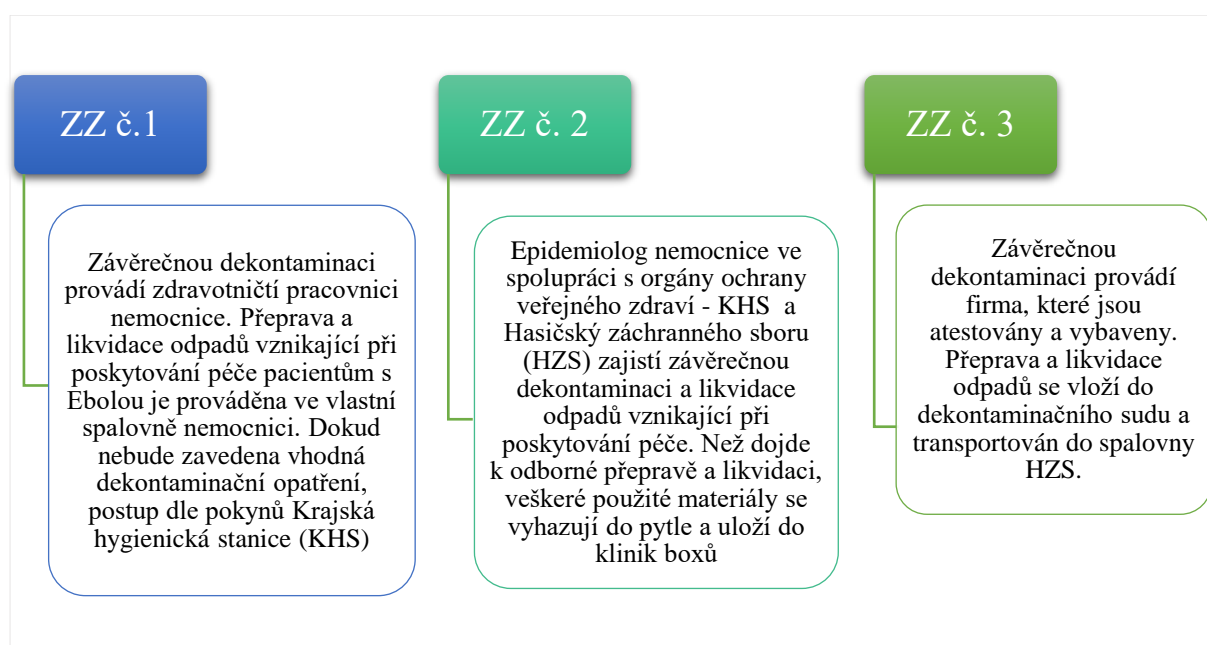 ZZ č.1
Závěrečnou dekontaminaci
provádí zdravotničtí pracovnici
nemocnice. Přeprava a
likvidace odpadů vznikající při
poskytování péče pacientům s
Ebolou je prováděna ve vlastní
spalovně nemocnici. Dokud
nebude zavedena vhodná
dekontaminační opatření,
postup dle pokynů Krajská
hygienická stanice (KHS)
ZZ č. 2
Epidemiolog nemocnice ve
spolupráci s orgány ochrany
veřejného zdraví - KHS a
Hasičský záchranného sboru
(HZS) zajistí závěrečnou
dekontaminaci a likvidace
odpadů vznikající při
poskytování péče. Než dojde
k odborné přepravě a likvidaci,
veškeré použité materiály se
vyhazují do pytle a uloží do
klinik boxů
ZZ č. 3
Závěrečnou
dekontaminaci provádí
firma, které jsou
atestovány a vybaveny.
Přeprava a likvidace
odpadů se vloží do
dekontaminačního sudu a
transportován do spalovny
HZS.